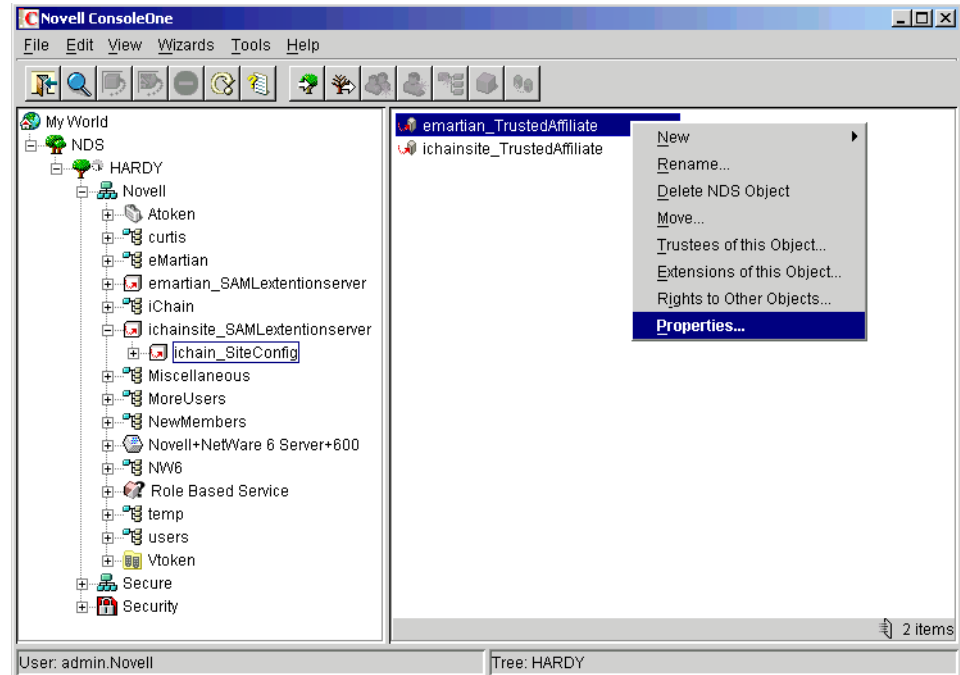 Novell ConsoleOne
File Edit View Wizards Tools Help
My World
NDS
HARDY
Novell
Atoken
curtis
eMartian
emartian_SAMLextentionserver
iChain
ichainsite_SAMLextentionserver
ichain_SiteConfig
Miscellaneous
MoreUsers
NewMembers
Novell+NetWare 6 Server+600
NW6
Role Based Service
temp
users
Vtoken
Secure
Security
emartian_TrustedAffiliate
ichainsite_TrustedAffiliate
New
Rename...
Delete NDS Object
Move...
Trustees of this Object...
Extensions of this Object...
Rights to Other Objects...
Properties...
2 items
User: admin.Novell
Tree: HARDY